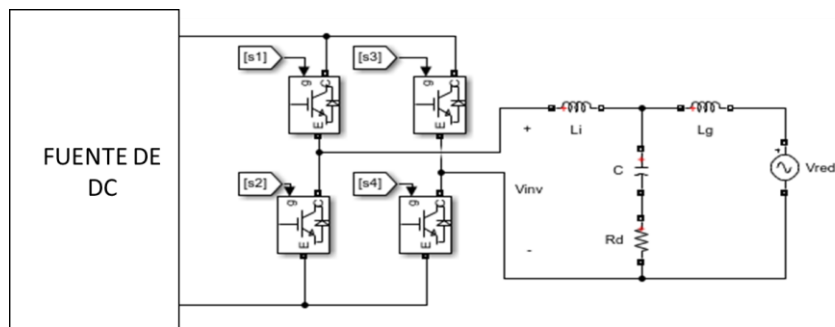 FUENTE DE
DC
[s1]
g
C
E
[s3]
g
C
E
[s2]
g
C
E
[s4]
g
C
E
+
Vinv
-
Li
Lg
C
Rd
+
Vred